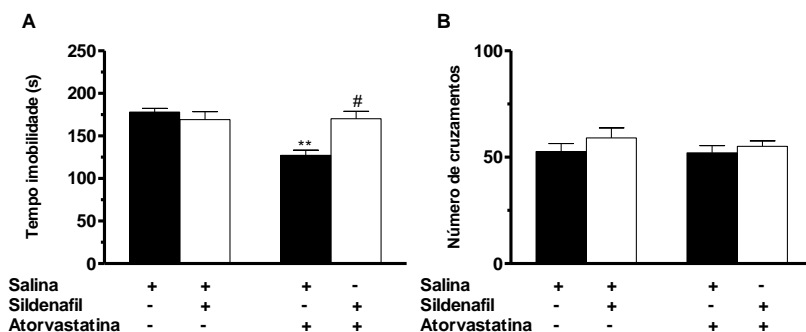 A
Tempo imobilidade (s)
250
200
150
100
50
0
**
#
Salina + + + -
Sildenafil - + - +
Atorvastatina - - + +
B
Número de cruzamentos
100
50
0
Salina + + + -
Sildenafil - + - +
Atorvastatina - - + +